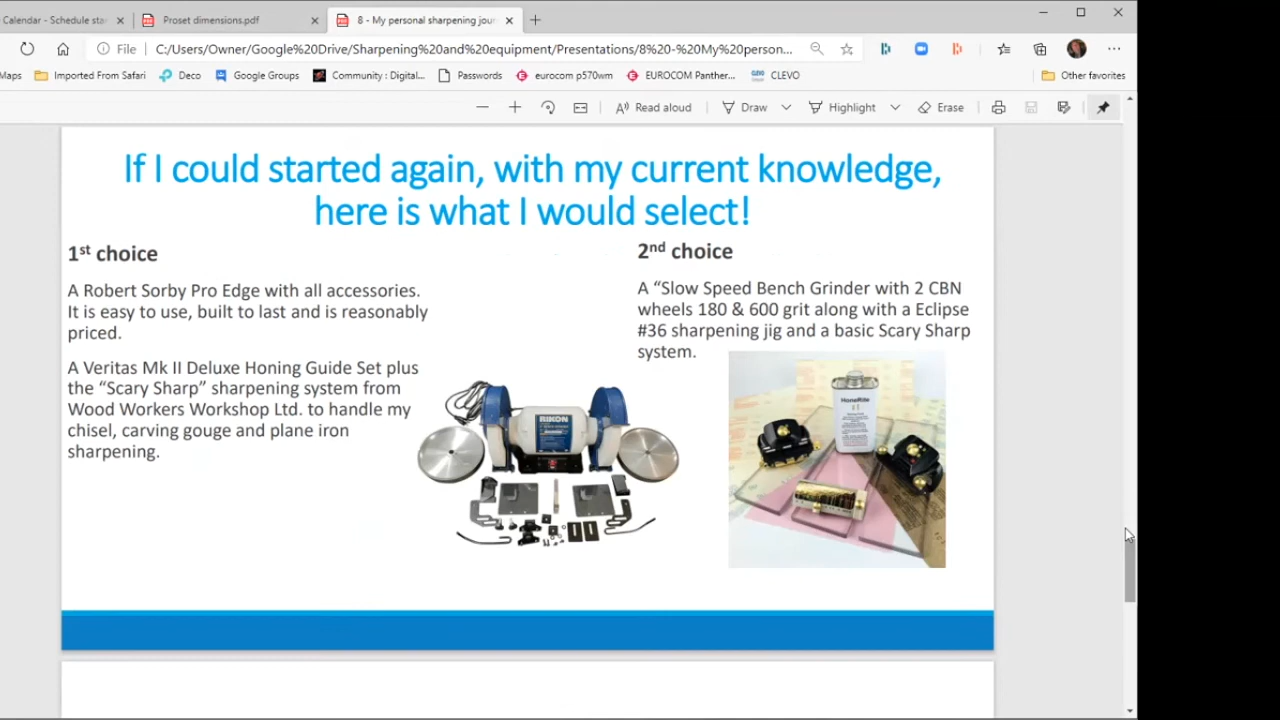 Calendar - Schedule sta
Proset dimensions.pdf
8 - My personal sharpening jour
File
C:/Users/Owner/Google%20Drive/Sharpening%20and%20equipment/Presentations/8%20-%20My%20person...
Maps
Imported From Safari
Deco
Google Groups
Community : Digital...
Passwords
eurocom p570wm
EUROCOM Panther...
CLEVO
Other favorites
Read aloud
Draw
Highlight
Erase
If I could started again, with my current knowledge,
here is what I would select!
1st choice
A Robert Sorby Pro Edge with all accessories.
It is easy to use, built to last and is reasonably
priced.
A Veritas Mk II Deluxe Honing Guide Set plus
the “Scary Sharp” sharpening system from
Wood Workers Workshop Ltd. to handle my
chisel, carving gouge and plane iron
sharpening.
2nd choice
A “Slow Speed Bench Grinder with 2 CBN
wheels 180 & 600 grit along with a Eclipse
#36 sharpening jig and a basic Scary Sharp
system.
RIKON
HoneRite